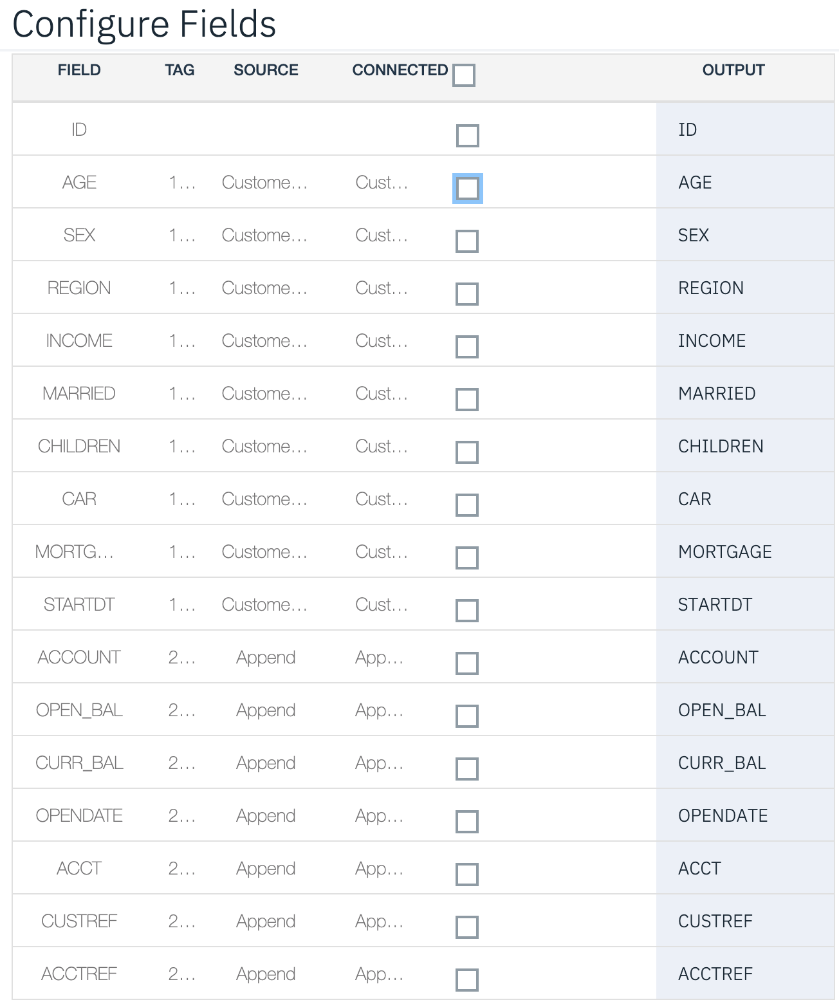 Configure Fields
FIELD TAG SOURCE CONNECTED OUTPUT
ID ID
AGE 1... Custome... Cust... AGE
SEX 1... Custome... Cust... SEX
REGION 1... Custome... Cust... REGION
INCOME 1... Custome... Cust... INCOME
MARRIED 1... Custome... Cust... MARRIED
CHILDREN 1... Custome... Cust... CHILDREN
CAR 1... Custome... Cust... CAR
MORTG... 1... Custome... Cust... MORTGAGE
STARTDT 1... Custome... Cust... STARTDT
ACCOUNT 2... Append App... ACCOUNT
OPEN_BAL 2... Append App... OPEN_BAL
CURR_BAL 2... Append App... CURR_BAL
OPENDATE 2... Append App... OPENDATE
ACCT 2... Append App... ACCT
CUSTREF 2... Append App... CUSTREF
ACCTREF 2... Append App... ACCTREF